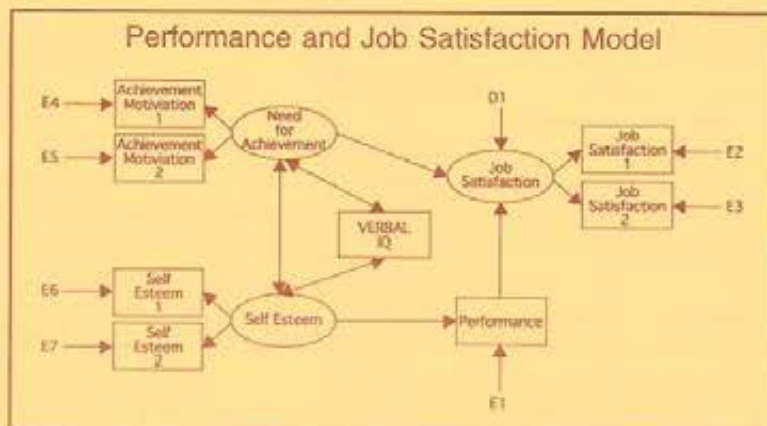 Performance and Job Satisfaction Model
E4
Achievement
Motiviation
1
E5
Achievement
Motiviation
2
Need
for
Achievement
D1
Job
Satisfaction
Job
Satisfaction
1
E2
Job
Satisfaction
2
E3
VERBAL
IQ
E6
Self
Esteem
1
E7
Self
Esteem
2
Self Esteem
Performance
E1